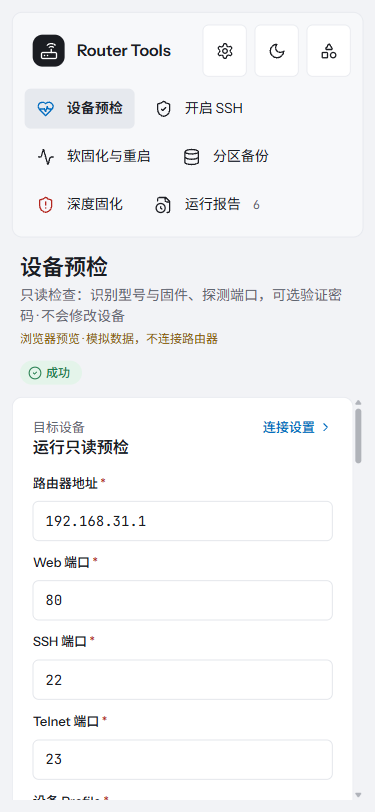 Router Tools
设备预检
开启 SSH
软固化与重启
分区备份
深度固化
运行报告 6
设备预检
只读检查：识别型号与固件、探测端口，可选验证密
码·不会修改设备
浏览器预览·模拟数据，不连接路由器
成功
目标设备
连接设置
运行只读预检
路由器地址 *
192.168.31.1
Web 端口 *
80
SSH 端口 *
22
Telnet 端口 *
23
设备 Profile *